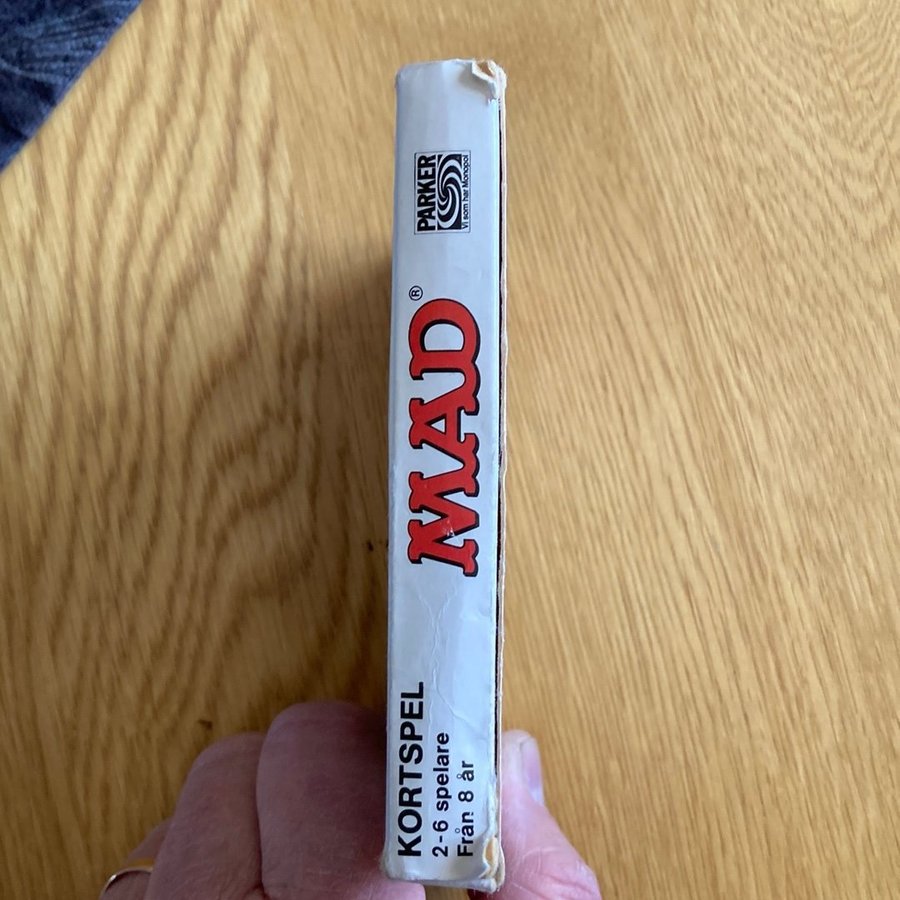 KORTSPEL
2-6 spelare
Från 8 år
MAD®
PARKER
Vi som har Monopol